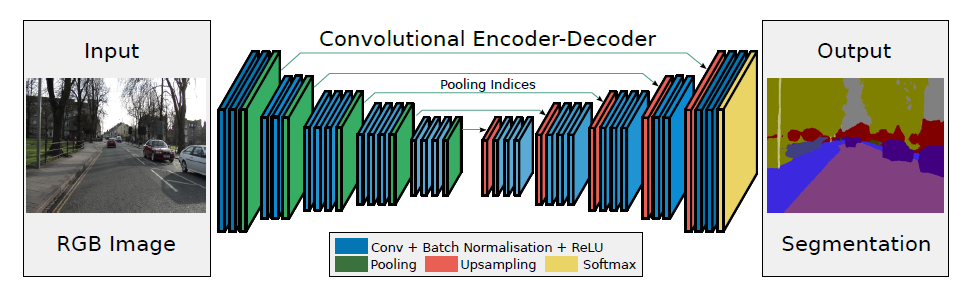 Convolutional Encoder-Decoder
Input
Output
Pooling Indices
RGB Image
Segmentation
Conv + Batch Normalisation + ReLU
Pooling Upsampling Softmax